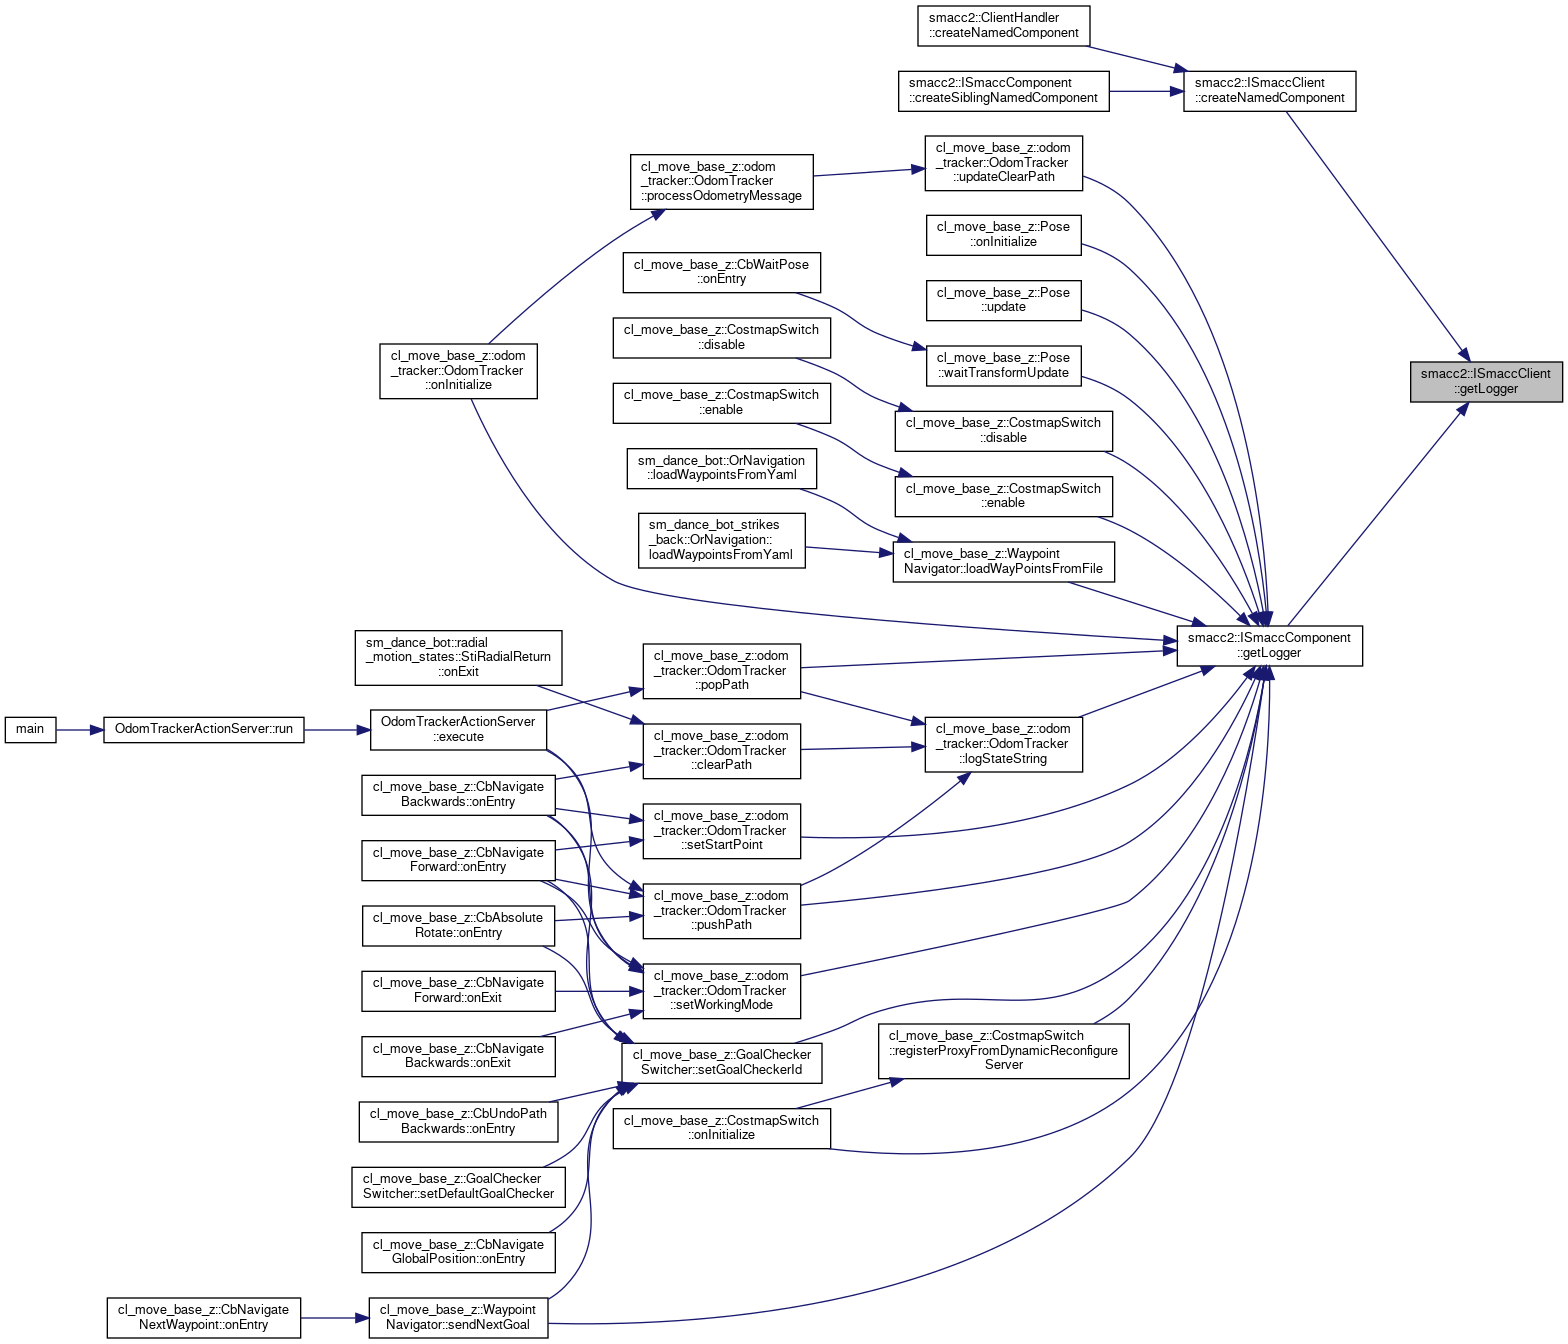 smacc2::ClientHandler
::createNamedComponent
smacc2::ISmaccComponent
::createSiblingNamedComponent
smacc2::ISmaccClient
::createNamedComponent
cl_move_base_z::odom
_tracker::OdomTracker
::updateClearPath
cl_move_base_z::odom
_tracker::OdomTracker
::processOdometryMessage
cl_move_base_z::Pose
::onInitialize
cl_move_base_z::CbWaitPose
::onEntry
cl_move_base_z::Pose
::update
cl_move_base_z::CostmapSwitch
::disable
cl_move_base_z::odom
_tracker::OdomTracker
::onInitialize
cl_move_base_z::Pose
::waitTransformUpdate
smacc2::ISmaccClient
::getLogger
cl_move_base_z::CostmapSwitch
::enable
cl_move_base_z::CostmapSwitch
::disable
sm_dance_bot::OrNavigation
::loadWaypointsFromYaml
cl_move_base_z::CostmapSwitch
::enable
sm_dance_bot_strikes
_back::OrNavigation::
loadWaypointsFromYaml
cl_move_base_z::Waypoint
Navigator::loadWayPointsFromFile
smacc2::ISmaccComponent
::getLogger
sm_dance_bot::radial
_motion_states::StiRadialReturn
::onExit
cl_move_base_z::odom
_tracker::OdomTracker
::popPath
main
OdomTrackerActionServer::run
OdomTrackerActionServer
::execute
cl_move_base_z::odom
_tracker::OdomTracker
::clearPath
cl_move_base_z::odom
_tracker::OdomTracker
::logStateString
cl_move_base_z::CbNavigate
Backwards::onEntry
cl_move_base_z::odom
_tracker::OdomTracker
::setStartPoint
cl_move_base_z::CbNavigate
Forward::onEntry
cl_move_base_z::odom
_tracker::OdomTracker
::pushPath
cl_move_base_z::CbAbsolute
Rotate::onEntry
cl_move_base_z::odom
_tracker::OdomTracker
::setWorkingMode
cl_move_base_z::CbNavigate
Forward::onExit
cl_move_base_z::CbNavigate
Backwards::onExit
cl_move_base_z::GoalChecker
Switcher::setGoalCheckerId
cl_move_base_z::CostmapSwitch
::registerProxyFromDynamicReconfigure
Server
cl_move_base_z::CbUndoPath
Backwards::onEntry
cl_move_base_z::CostmapSwitch
::onInitialize
cl_move_base_z::GoalChecker
Switcher::setDefaultGoalChecker
cl_move_base_z::CbNavigate
GlobalPosition::onEntry
cl_move_base_z::CbNavigate
NextWaypoint::onEntry
cl_move_base_z::Waypoint
Navigator::sendNextGoal